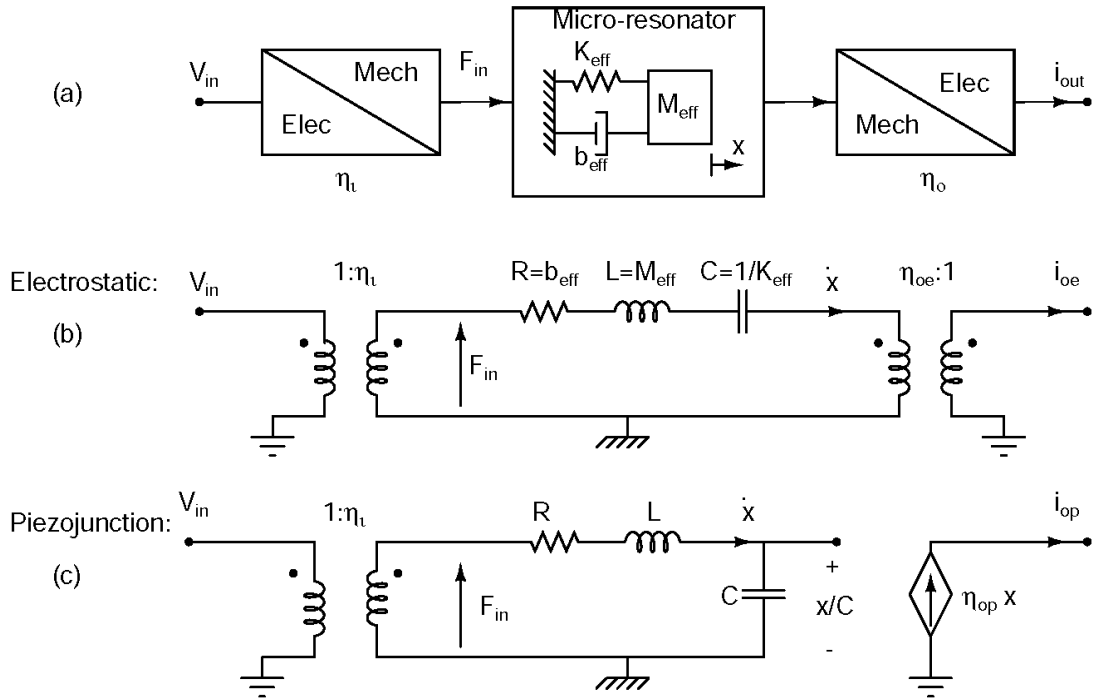 Micro-resonator
(a)
V_in
Mech
Elec
η_ι
F_in
K_eff
M_eff
b_eff
x
Elec
Mech
η_o
i_out
Electrostatic:
(b)
V_in
1:η_ι
F_in
R=b_eff
L=M_eff
C=1/K_eff
ẋ
η_oe:1
i_oe
Piezojunction:
(c)
V_in
1:η_ι
F_in
R
L
ẋ
C
+
x/C
-
η_op x
i_op